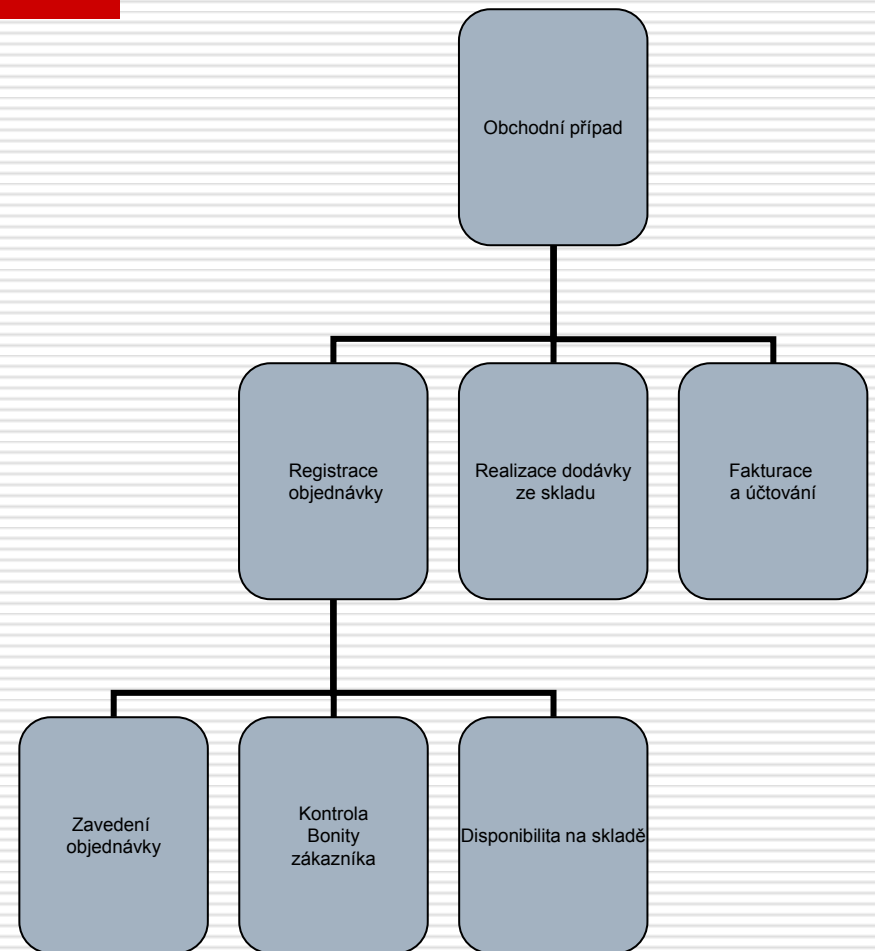 Obchodní případ
Registrace
objednávky
Realizace dodávky
ze skladu
Fakturace
a účtování
Zavedení
objednávky
Kontrola
Bonity
zákazníka
Disponibilita na skladě